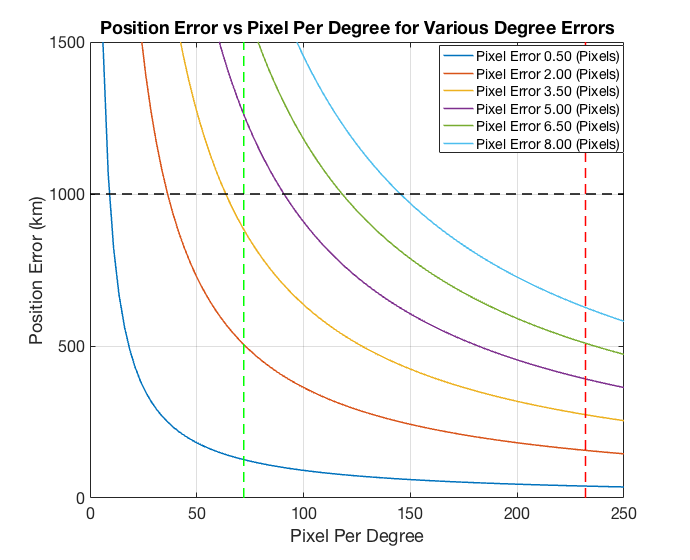 Position Error vs Pixel Per Degree for Various Degree Errors
1500
1000
500
0
Position Error (km)
Pixel Error 0.50 (Pixels)
Pixel Error 2.00 (Pixels)
Pixel Error 3.50 (Pixels)
Pixel Error 5.00 (Pixels)
Pixel Error 6.50 (Pixels)
Pixel Error 8.00 (Pixels)
0 50 100 150 200 250
Pixel Per Degree